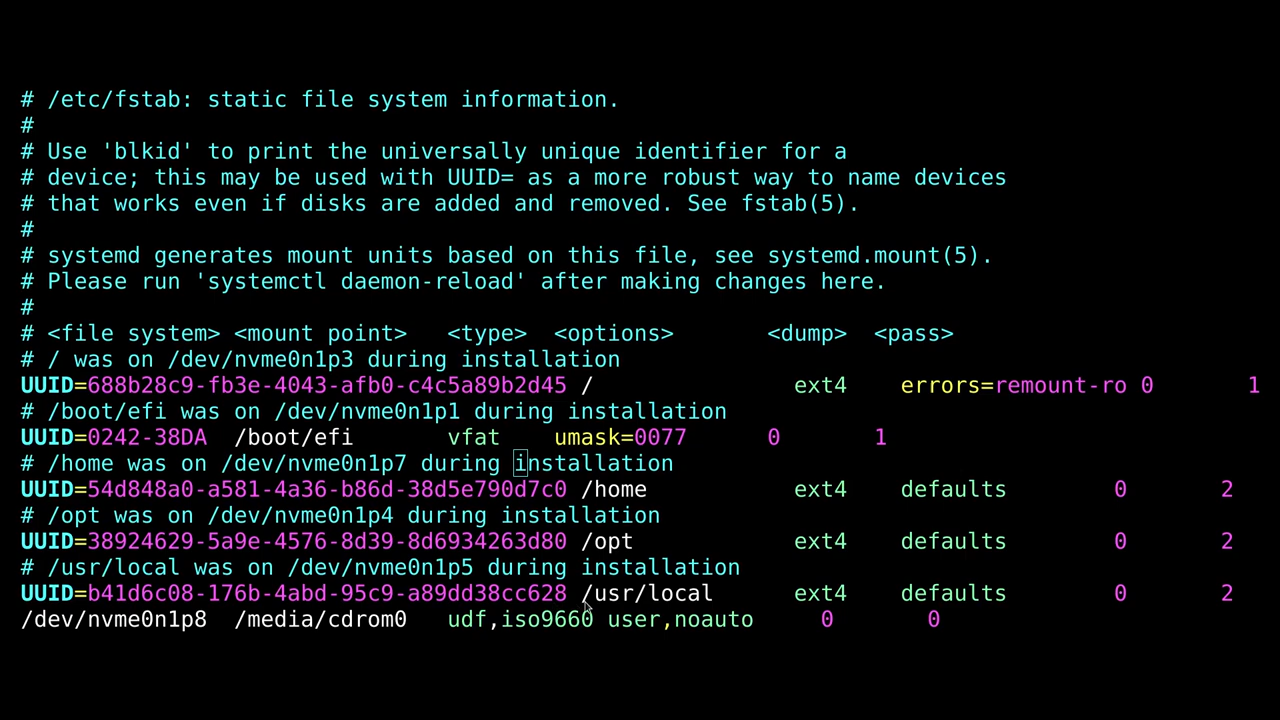 # /etc/fstab: static file system information.
#
# Use 'blkid' to print the universally unique identifier for a
# device; this may be used with UUID= as a more robust way to name devices
# that works even if disks are added and removed. See fstab(5).
#
# systemd generates mount units based on this file, see systemd.mount(5).
# Please run 'systemctl daemon-reload' after making changes here.
#
# <file system> <mount point>   <type>  <options>       <dump>  <pass>
# / was on /dev/nvme0n1p3 during installation
UUID=688b28c9-fb3e-4043-afb0-c4c5a89b2d45 /               ext4    errors=remount-ro 0       1
# /boot/efi was on /dev/nvme0n1p1 during installation
UUID=0242-38DA  /boot/efi       vfat    umask=0077      0       1
# /home was on /dev/nvme0n1p7 during installation
UUID=54d848a0-a581-4a36-b86d-38d5e790d7c0 /home           ext4    defaults        0       2
# /opt was on /dev/nvme0n1p4 during installation
UUID=38924629-5a9e-4576-8d39-8d6934263d80 /opt            ext4    defaults        0       2
# /usr/local was on /dev/nvme0n1p5 during installation
UUID=b41d6c08-176b-4abd-95c9-a89dd38cc628 /usr/local      ext4    defaults        0       2
/dev/nvme0n1p8  /media/cdrom0   udf,iso9660 user,noauto     0       0